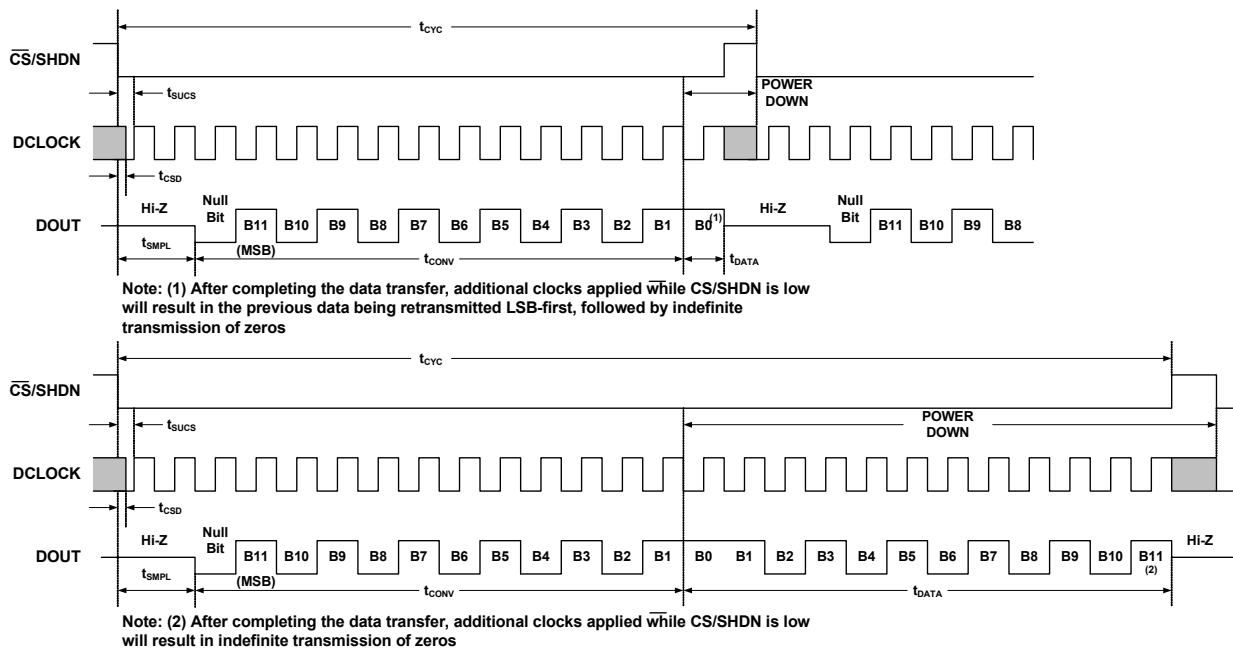 tCYC
CS/SHDN
tSUCS
POWER
DOWN
DCLOCK
tCSD
Hi-Z Null Bit B11 B10 B9 B8 B7 B6 B5 B4 B3 B2 B1 B0(1) Hi-Z Null Bit B11 B10 B9 B8
DOUT
tSMPL (MSB) tCONV tDATA
Note: (1) After completing the data transfer, additional clocks applied while CS/SHDN is low
will result in the previous data being retransmitted LSB-first, followed by indefinite
transmission of zeros
tCYC
CS/SHDN
tSUCS
POWER
DOWN
DCLOCK
tCSD
Hi-Z Null Bit B11 B10 B9 B8 B7 B6 B5 B4 B3 B2 B1 B0 B1 B2 B3 B4 B5 B6 B7 B8 B9 B10 B11 (2) Hi-Z
DOUT
tSMPL (MSB) tCONV tDATA
Note: (2) After completing the data transfer, additional clocks applied while CS/SHDN is low
will result in indefinite transmission of zeros